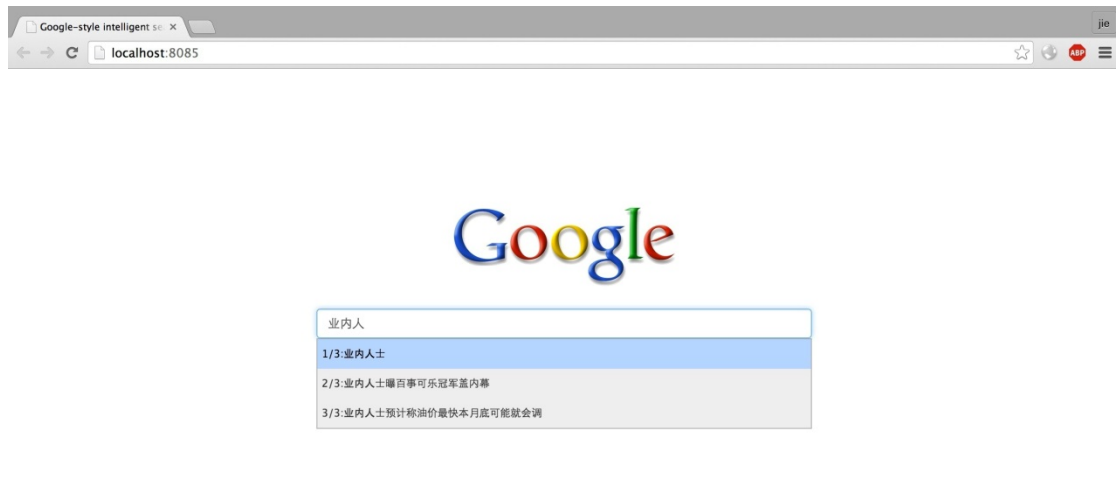 Google-style intelligent se
jie
localhost:8085
ABP
Google
业内人
1/3:业内人士
2/3:业内人士曝百事可乐冠军盖内幕
3/3:业内人士预计称油价最快本月底可能就会调